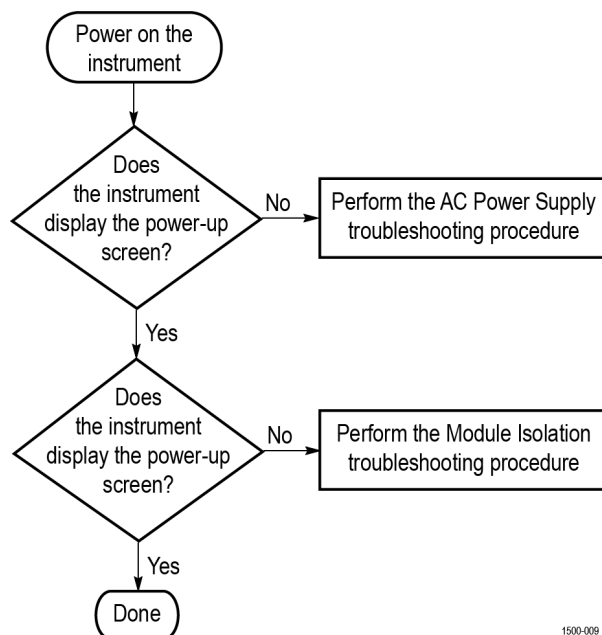 Power on the
instrument
Does
the instrument
display the power-up
screen?
No
Perform the AC Power Supply
troubleshooting procedure
Yes
Does
the instrument
display the power-up
screen?
No
Perform the Module Isolation
troubleshooting procedure
Yes
Done
1500-009